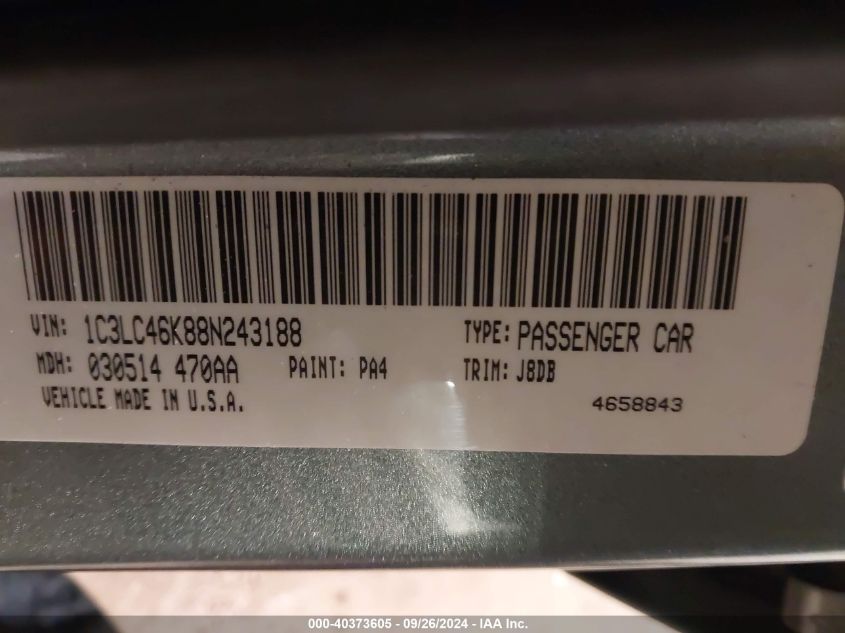 VIN: 1C3LC46K88N243188 TYPE: PASSENGER CAR
MDH: 030514 470AA PAINT: PA4 TRIM: J8DB
VEHICLE MADE IN U.S.A. 4658843
000-40373605 - 09/26/2024 - IAA Inc.